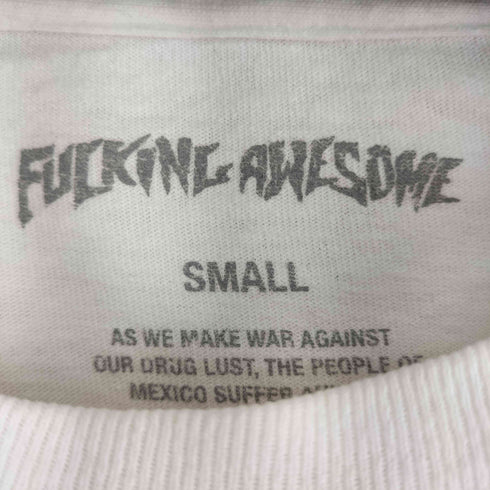 FUCKING AWESOME
SMALL
AS WE MAKE WAR AGAINST
OUR DRUG LUST, THE PEOPLE OF
MEXICO SUFFER